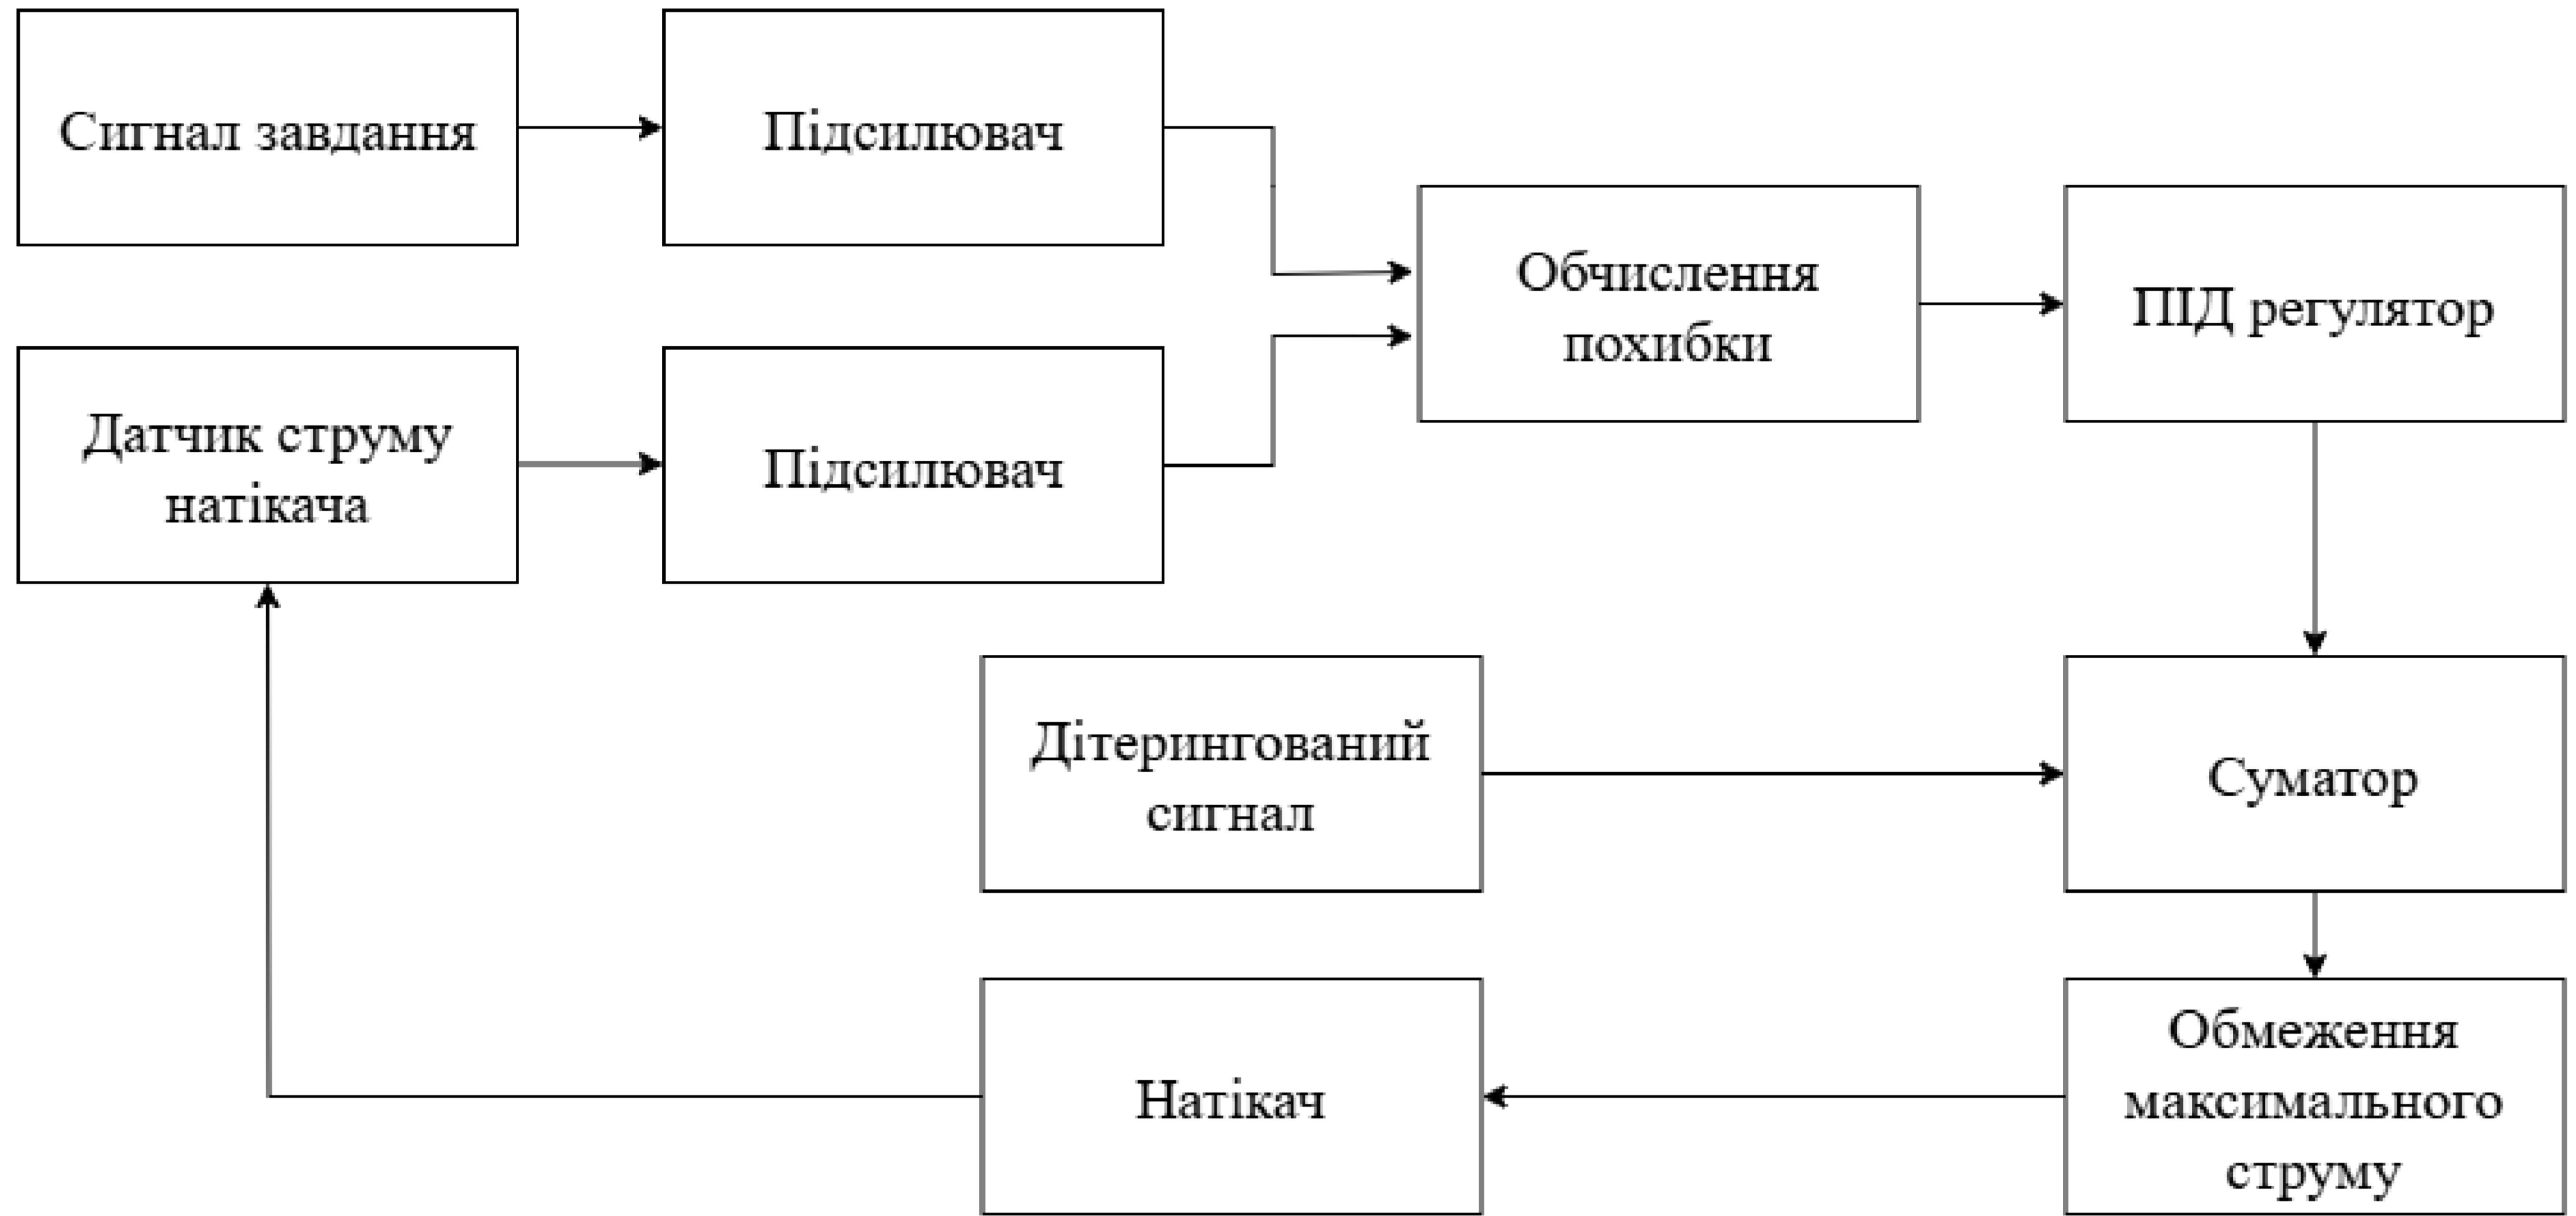 Сигнал завдання
Підсилювач
Обчислення
похибки
ПІД регулятор
Датчик струму
натікача
Підсилювач
Дітерингований
сигнал
Суматор
Натікач
Обмеження
максимального
струму